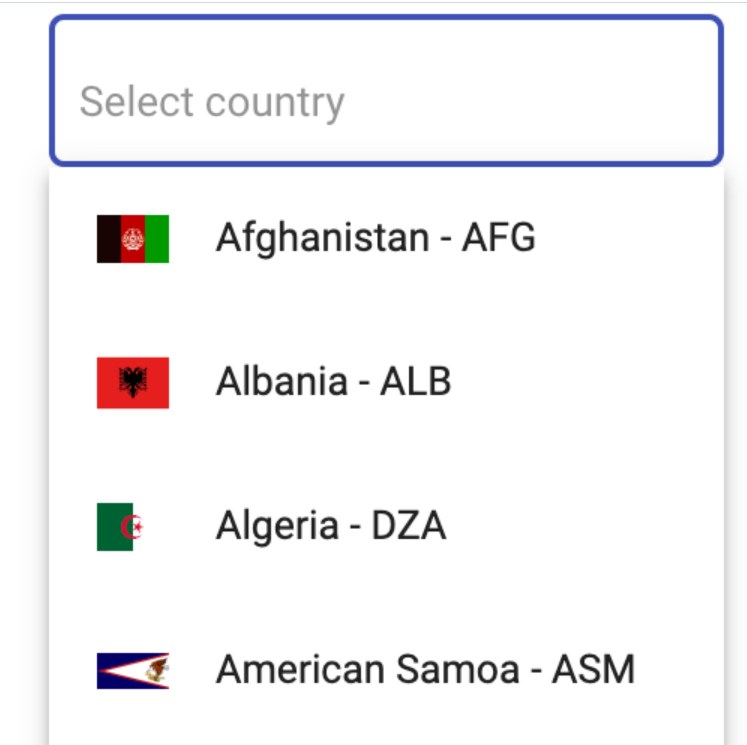 Select country
Afghanistan - AFG
Albania - ALB
Algeria - DZA
American Samoa - ASM